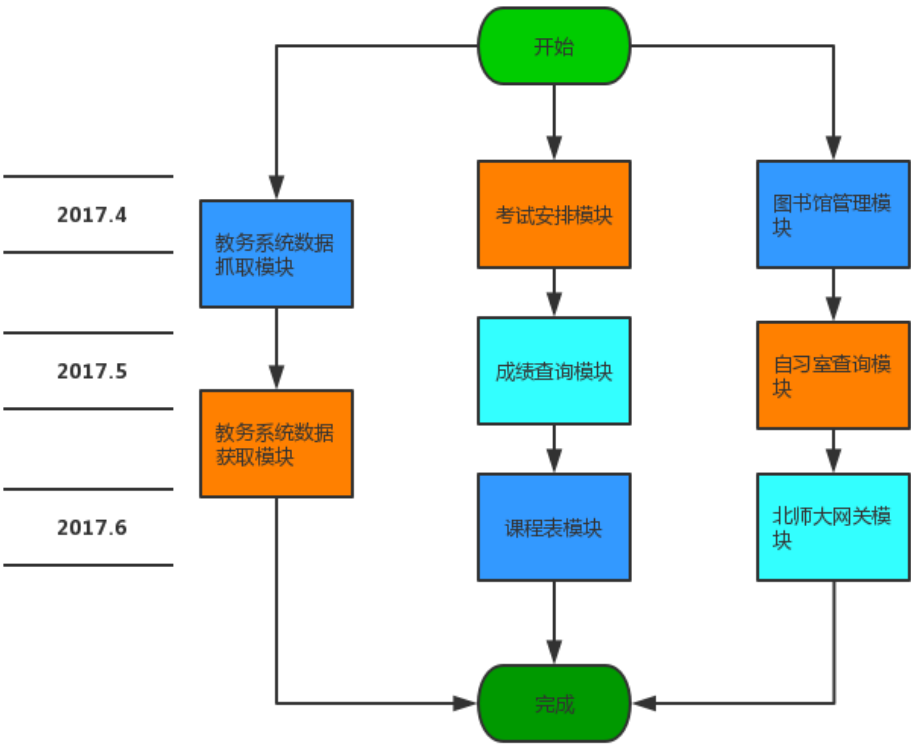 开始
2017.4
教务系统数据
抓取模块
考试安排模块
图书馆管理模
块
2017.5
教务系统数据
获取模块
成绩查询模块
自习室查询模
块
2017.6
课程表模块
北师大网关模
块
完成